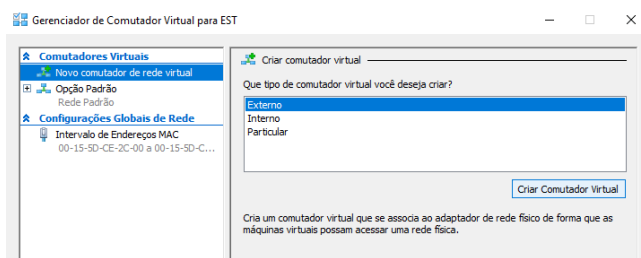 Gerenciador de Comutador Virtual para EST
Comutadores Virtuais
Novo comutador de rede virtual
Opção Padrão
Rede Padrão
Configurações Globais de Rede
Intervalo de Endereços MAC
00-15-5D-CE-2C-00 a 00-15-5D-C...
Criar comutador virtual
Que tipo de comutador virtual você deseja criar?
Externo
Interno
Particular
Criar Comutador Virtual
Cria um comutador virtual que se associa ao adaptador de rede físico de forma que as
máquinas virtuais possam acessar uma rede física.